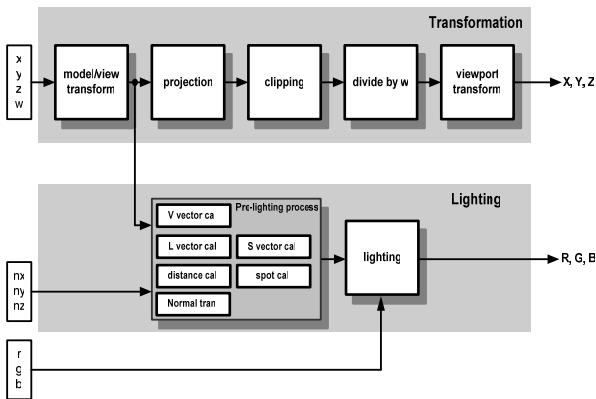 Transformation
x
y
z
w
model/view
transform
projection
clipping
divide by w
viewport
transform
X, Y, Z
Lighting
Pre-lighting process
V vector ca
L vector cal
S vector cal
distance cal
spot cal
Normal tran
lighting
R, G, B
nx
ny
nz
r
g
b